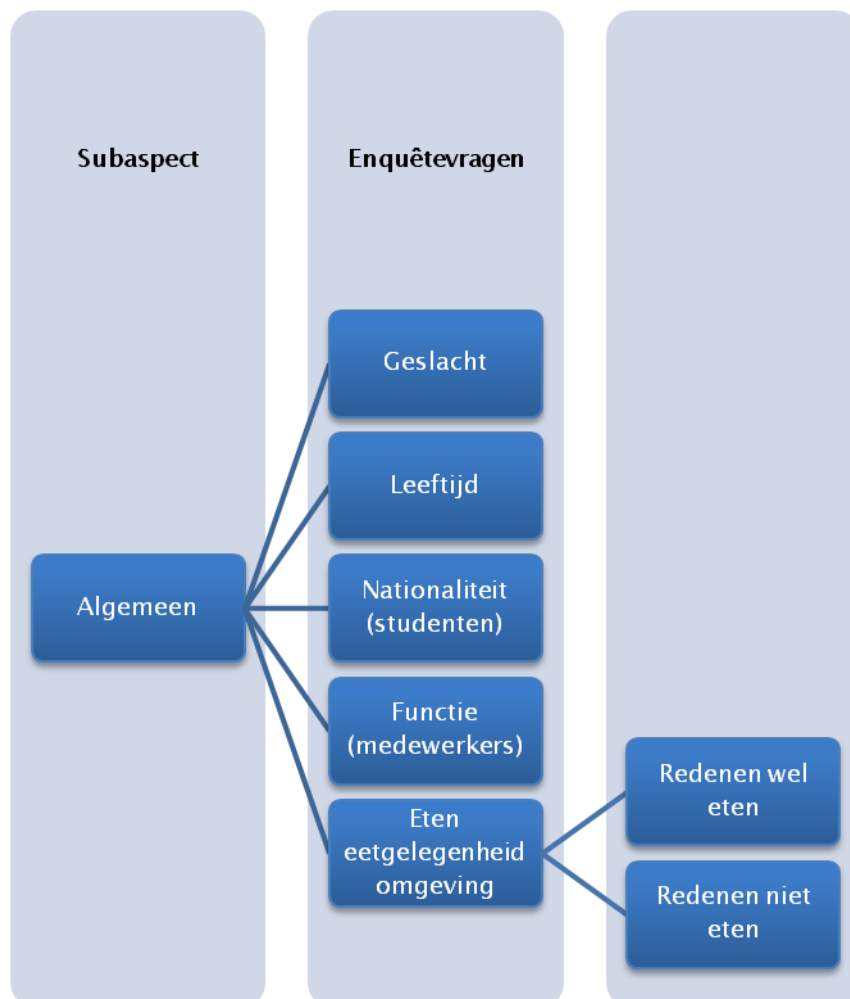 Subaspect
Enquêtevragen
Geslacht
Leeftijd
Algemeen
Nationaliteit
(studenten)
Functie
(medewerkers)
Eten
eetgelegenheid
omgeving
Redenen wel
eten
Redenen niet
eten